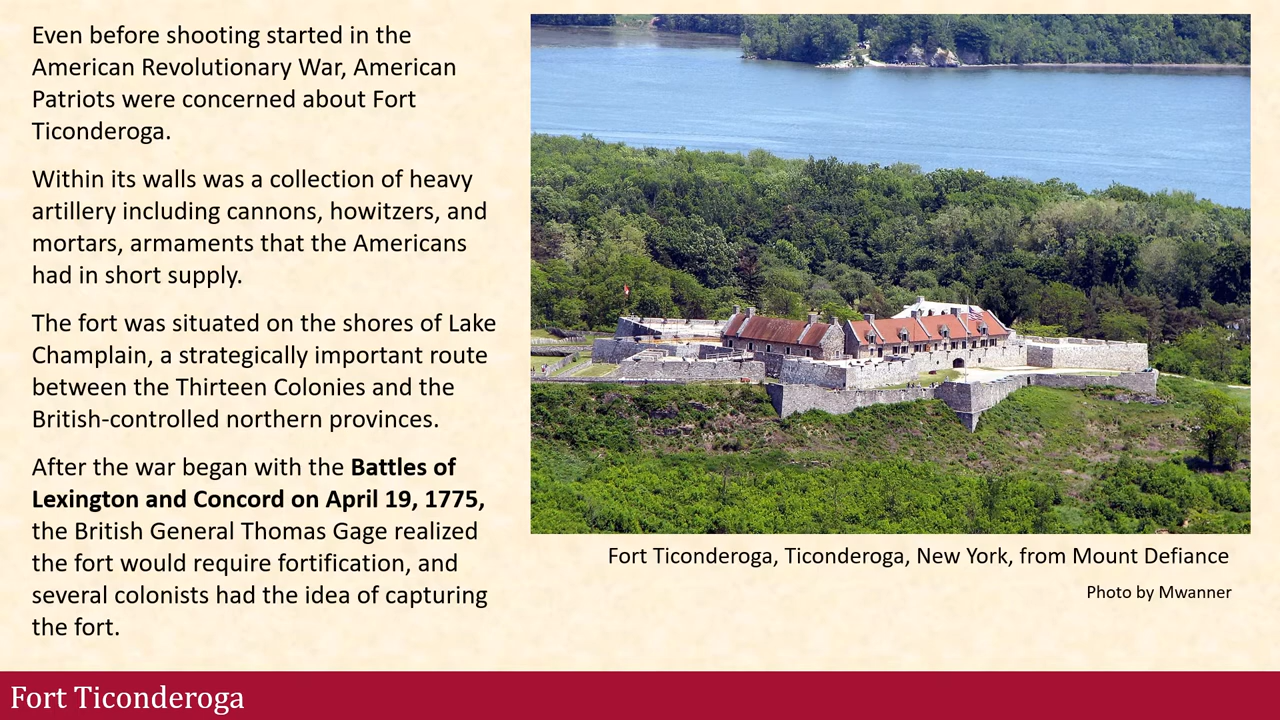 Even before shooting started in the
American Revolutionary War, American
Patriots were concerned about Fort
Ticonderoga.
Within its walls was a collection of heavy
artillery including cannons, howitzers, and
mortars, armaments that the Americans
had in short supply.
The fort was situated on the shores of Lake
Champlain, a strategically important route
between the Thirteen Colonies and the
British-controlled northern provinces.
After the war began with the Battles of
Lexington and Concord on April 19, 1775,
the British General Thomas Gage realized
the fort would require fortification, and
several colonists had the idea of capturing
the fort.
Fort Ticonderoga, Ticonderoga, New York, from Mount Defiance
Photo by Mwanner
Fort Ticonderoga